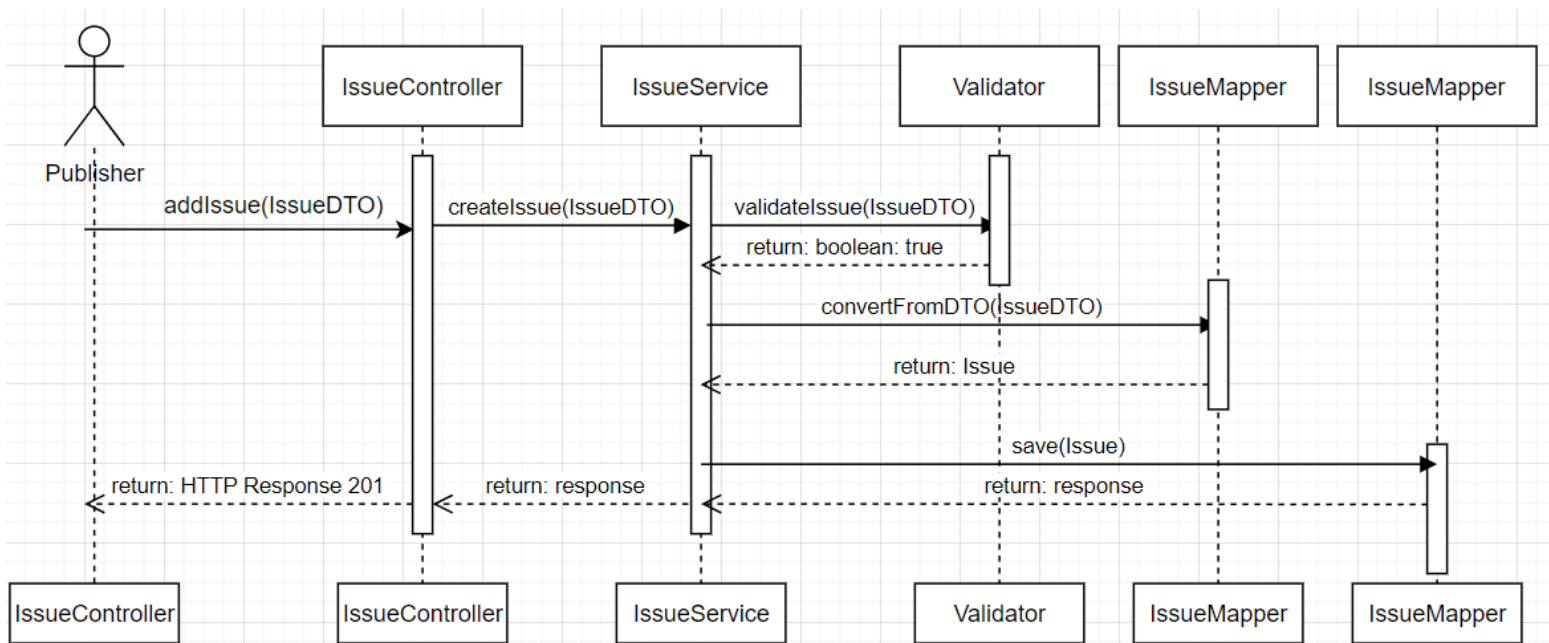 IssueController
IssueService
Validator
IssueMapper
IssueMapper
Publisher
addIssue(IssueDTO)
createIssue(IssueDTO)
validateIssue(IssueDTO)
return: boolean: true
convertFromDTO(IssueDTO)
return: Issue
save(Issue)
return: HTTP Response 201
return: response
return: response
IssueController
IssueController
IssueService
Validator
IssueMapper
IssueMapper